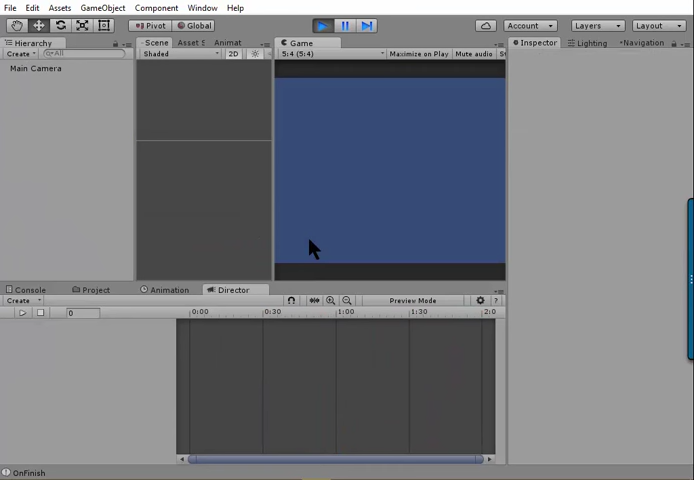 File Edit Assets GameObject Component Window Help
Pivot Global Account Layers Layout
Hierarchy Scene Asset S Animat Game Inspector Lighting Navigation
Create All Shaded 2D 5:4 (5:4) Maximize on Play Mute audio S
Main Camera
Console Project Animation Director
Create Preview Mode ?
0 0:00 0:30 1:00 1:30 2:0
OnFinish